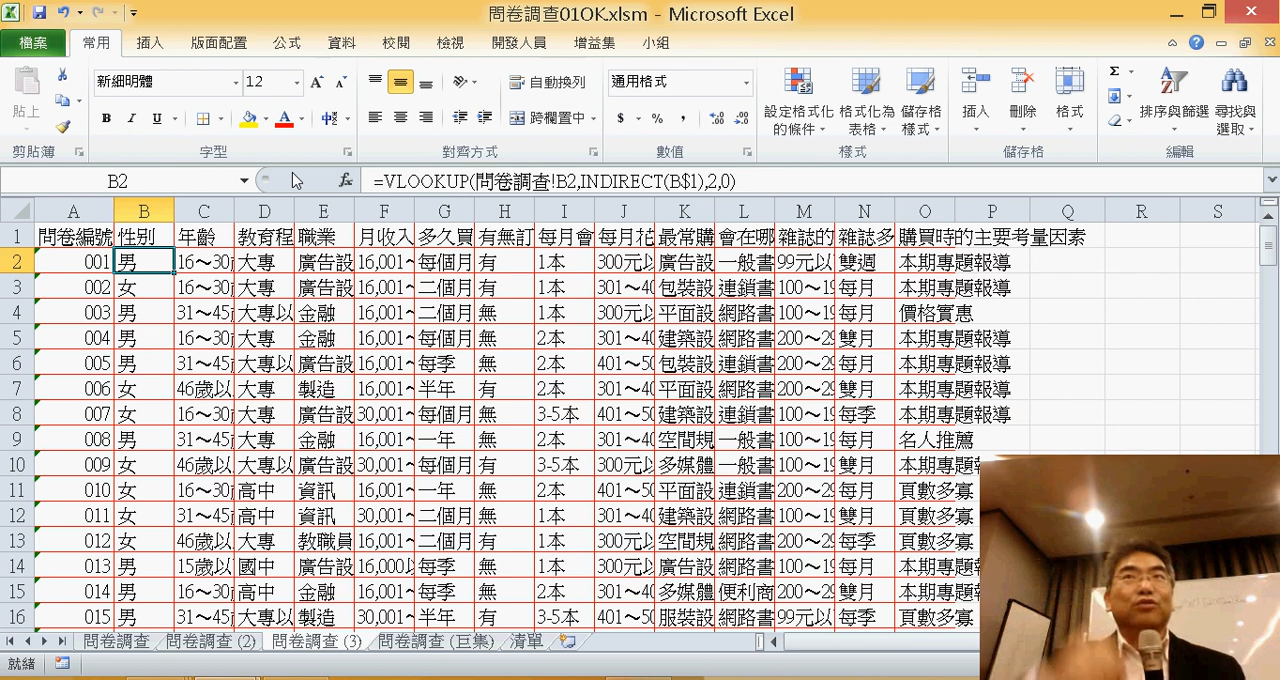 問卷調查01OK.xlsm - Microsoft Excel
檔案 常用 插入 版面配置 公式 資料 校閱 檢視 開發人員 增益集 小組
新細明體 12 自動換列 通用格式
貼上 B I U A 跨欄置中 $ % , 設定格式化的條件 格式化為表格 儲存格樣式 插入 刪除 格式 Σ 排序與篩選 尋找與選取
剪貼簿 字型 對齊方式 數值 樣式 儲存格 編輯
B2 fx =VLOOKUP(問卷調查!B2,INDIRECT(B$1),2,0)
A B C D E F G H I J K L M N O P Q R S
1 問卷編號 性別 年齡 教育程 職業 月收入 多久買 有無訂 每月會 每月花 最常購 會在哪 雜誌的 雜誌多 購買時的主要考量因素
2 001 男 16～30 大專 廣告設 16,001~ 每個月 有 1本 300元以 廣告設 一般書 99元以 雙週 本期專題報導
3 002 女 16～30 大專 廣告設 16,001~ 二個月 有 1本 301～40 包裝設 連鎖書 100～19 每月 本期專題報導
4 003 男 31～45 大專以 金融 16,001~ 二個月 無 1本 300元以 平面設 網路書 100～19 每月 價格實惠
5 004 男 16～30 大專 金融 16,001~ 每個月 無 2本 301～40 建築設 網路書 200～29 雙月 本期專題報導
6 005 男 31～45 大專以 廣告設 16,001~ 每季 無 2本 401～50 包裝設 連鎖書 200～29 雙月 本期專題報導
7 006 女 46歲以 大專 製造 16,001~ 半年 有 2本 301～40 平面設 網路書 200～29 雙月 本期專題報導
8 007 女 16～30 大專 廣告設 30,001~ 每個月 無 3-5本 401～50 建築設 連鎖書 100～19 每季 本期專題報導
9 008 男 31～45 大專 金融 16,001~ 一年 無 2本 301～40 空間規 一般書 100～19 每月 名人推薦
10 009 女 46歲以 大專以 廣告設 30,001~ 每個月 有 3-5本 300元以 多媒體 一般書 100～19 雙月 本期專題
11 010 女 16～30 高中 資訊 16,001~ 一年 無 2本 401～50 平面設 連鎖書 200～29 每月 頁數多寡
12 011 女 31～45 高中 資訊 30,001~ 二個月 無 1本 301～40 建築設 網路書 100～19 雙月 頁數多寡
13 012 女 46歲以 大專 教職員 16,001~ 二個月 有 1本 301～40 空間規 網路書 200～29 每季 頁數多寡
14 013 男 15歲以 國中 廣告設 16,000以 每季 無 1本 300元以 廣告設 網路書 100～19 每月 本期專題
15 014 男 16～30 高中 金融 16,001~ 每季 無 2本 301～40 多媒體 便利商 200～29 雙月 本期專題
16 015 男 31～45 大專以 製造 30,001~ 半年 有 3-5本 401～50 服裝設 網路書 99元以 每季 頁數多寡
問卷調查 問卷調查 (2) 問卷調查 (3) 問卷調查 (巨集) 清單
就緒